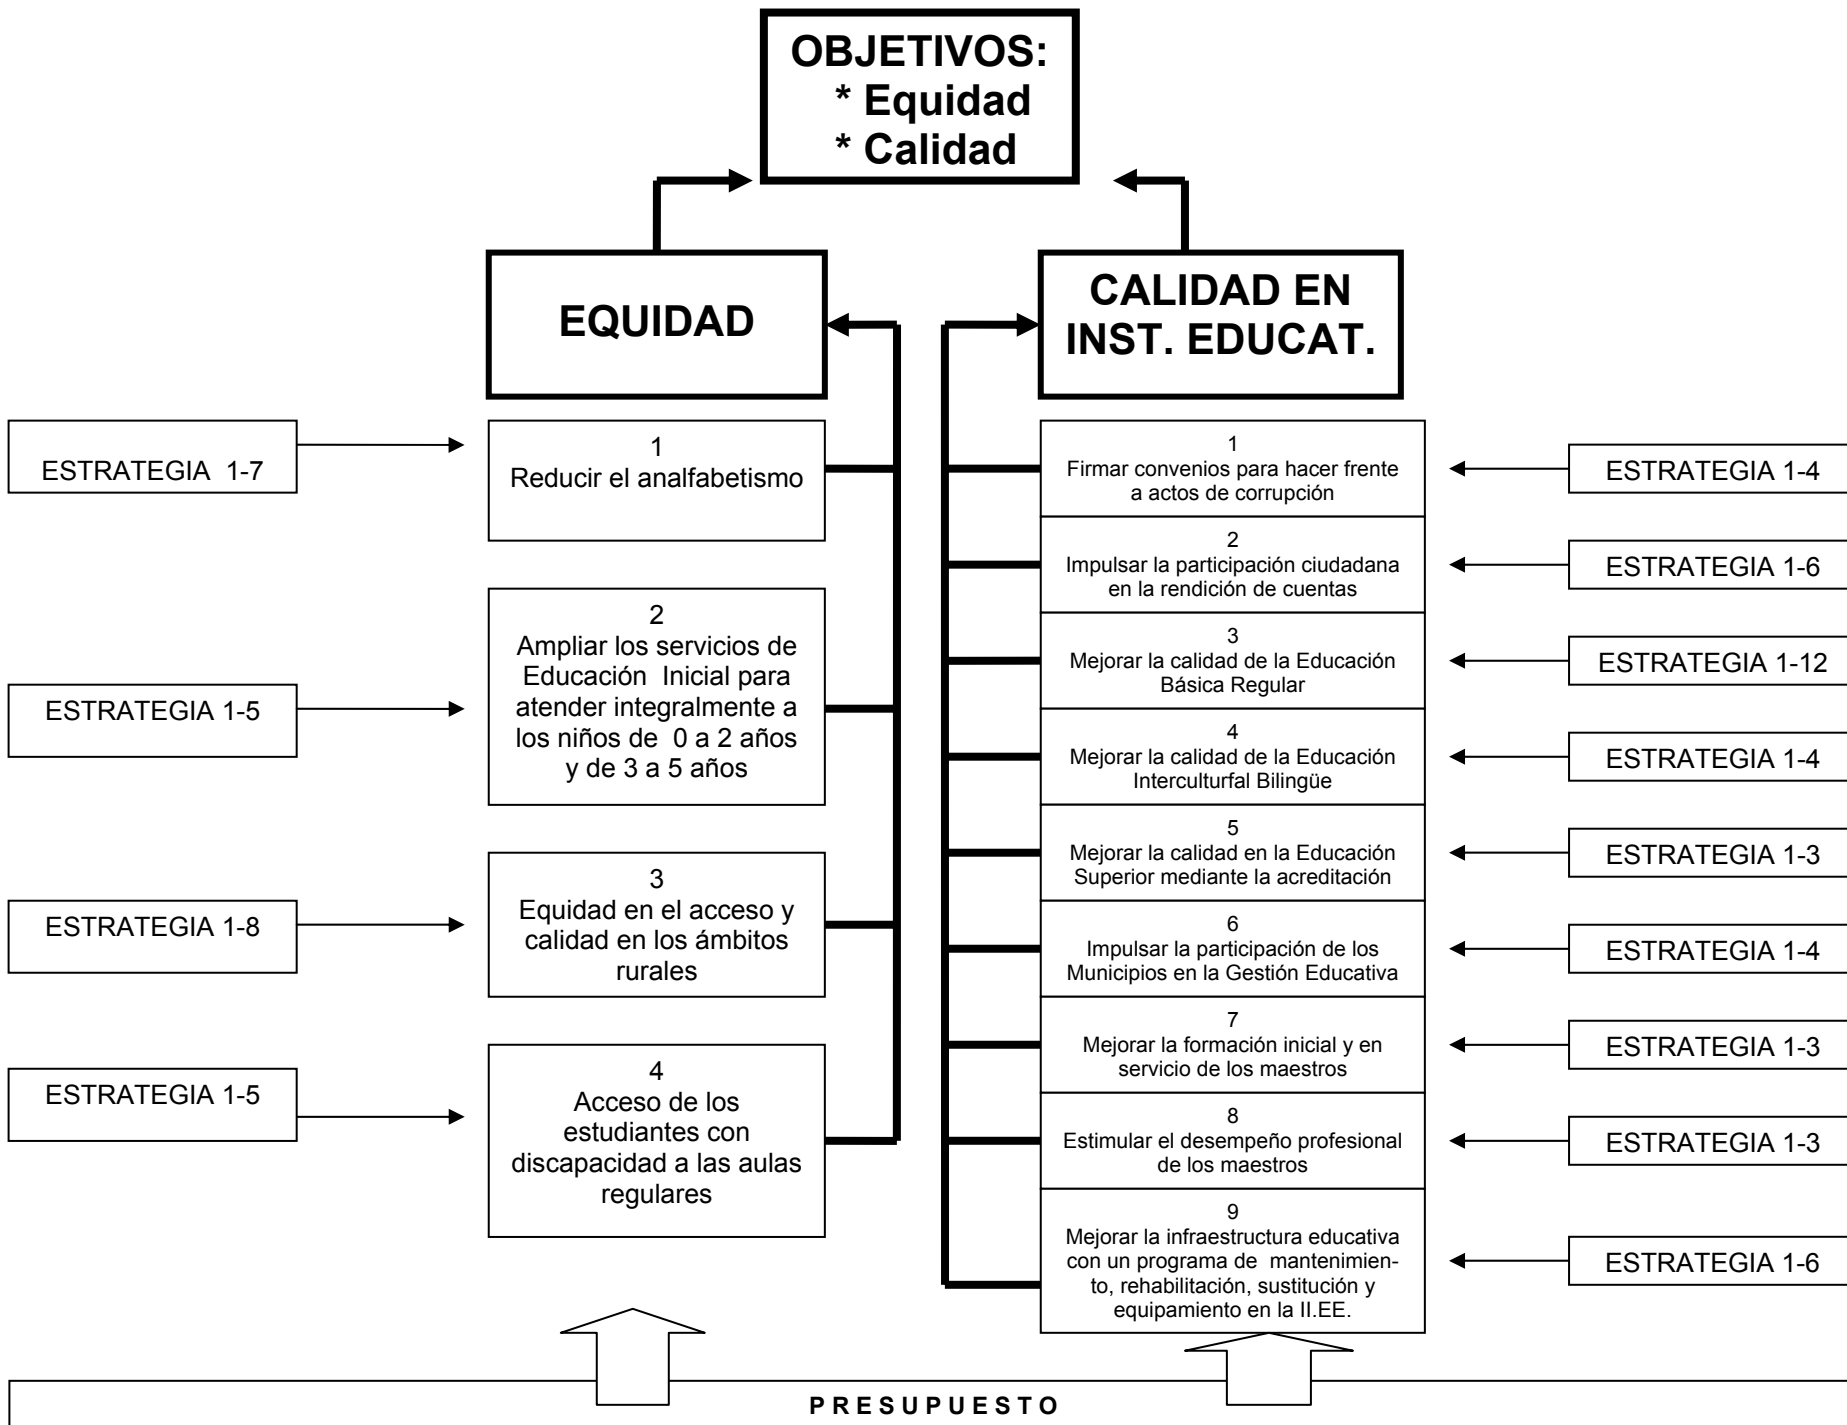 OBJETIVOS:
* Equidad
* Calidad
EQUIDAD
CALIDAD EN
INST. EDUCAT.
ESTRATEGIA 1-7
1
Reducir el analfabetismo
ESTRATEGIA 1-5
2
Ampliar los servicios de
Educación Inicial para
atender integralmente a
los niños de 0 a 2 años
y de 3 a 5 años
ESTRATEGIA 1-8
3
Equidad en el acceso y
calidad en los ámbitos
rurales
ESTRATEGIA 1-5
4
Acceso de los
estudiantes con
discapacidad a las aulas
regulares
1
Firmar convenios para hacer frente
a actos de corrupción
ESTRATEGIA 1-4
2
Impulsar la participación ciudadana
en la rendición de cuentas
ESTRATEGIA 1-6
3
Mejorar la calidad de la Educación
Básica Regular
ESTRATEGIA 1-12
4
Mejorar la calidad de la Educación
Interculturfal Bilingüe
ESTRATEGIA 1-4
5
Mejorar la calidad en la Educación
Superior mediante la acreditación
ESTRATEGIA 1-3
6
Impulsar la participación de los
Municipios en la Gestión Educativa
ESTRATEGIA 1-4
7
Mejorar la formación inicial y en
servicio de los maestros
ESTRATEGIA 1-3
8
Estimular el desempeño profesional
de los maestros
ESTRATEGIA 1-3
9
Mejorar la infraestructura educativa
con un programa de mantenimien-
to, rehabilitación, sustitución y
equipamiento en la II.EE.
ESTRATEGIA 1-6
P R E S U P U E S T O